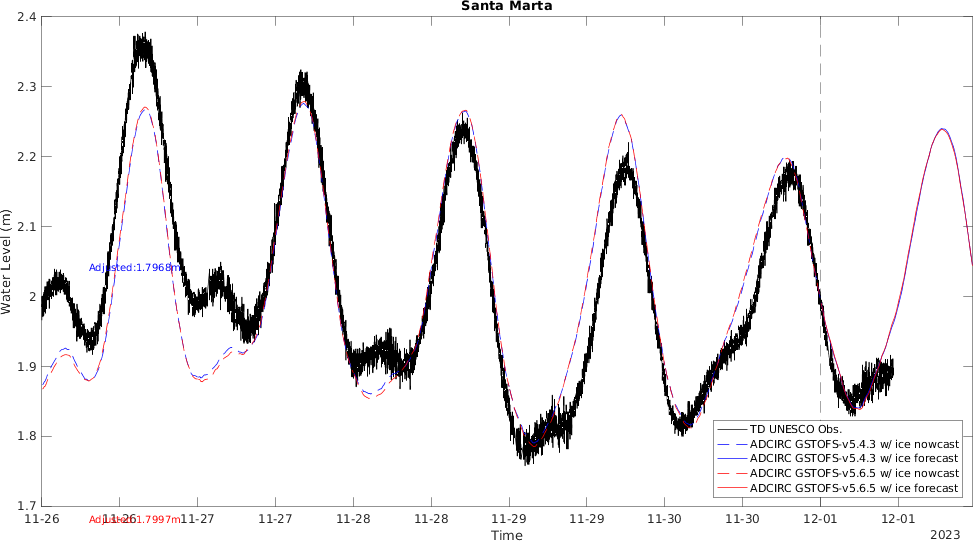 Santa Marta
2.4
2.3
2.2
2.1
2
1.9
1.8
1.7
Water Level (m)
Adjusted:1.7968m
TD UNESCO Obs.
ADCIRC GSTOFS-v5.4.3 w/ ice nowcast
ADCIRC GSTOFS-v5.4.3 w/ ice forecast
ADCIRC GSTOFS-v5.6.5 w/ ice nowcast
ADCIRC GSTOFS-v5.6.5 w/ ice forecast
11-26 11-26 11-27 11-27 11-28 11-28 11-29 11-29 11-30 11-30 12-01 12-01
Adjusted:1.7997m
Time
2023